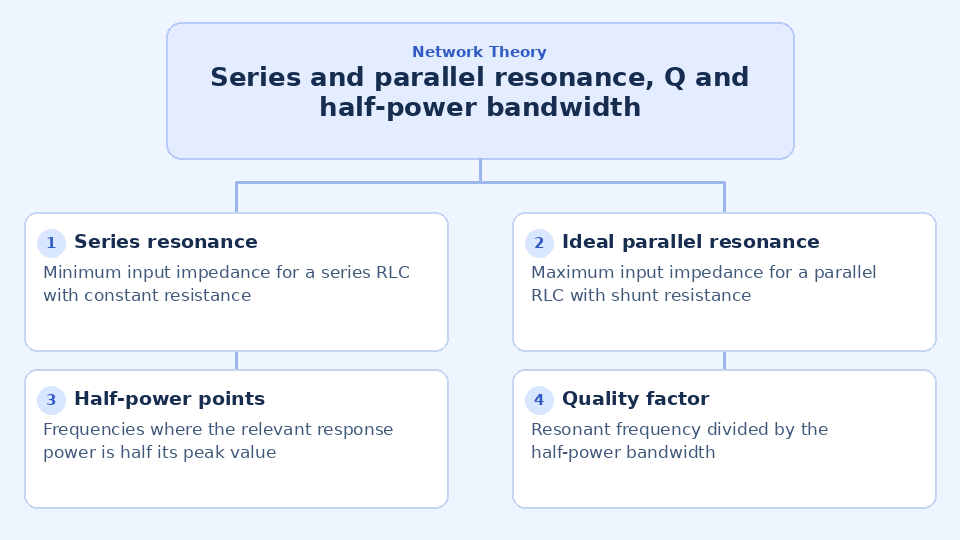 Network Theory
Series and parallel resonance, Q and
half-power bandwidth
1 Series resonance
Minimum input impedance for a series RLC
with constant resistance
2 Ideal parallel resonance
Maximum input impedance for a parallel
RLC with shunt resistance
3 Half-power points
Frequencies where the relevant response
power is half its peak value
4 Quality factor
Resonant frequency divided by the
half-power bandwidth